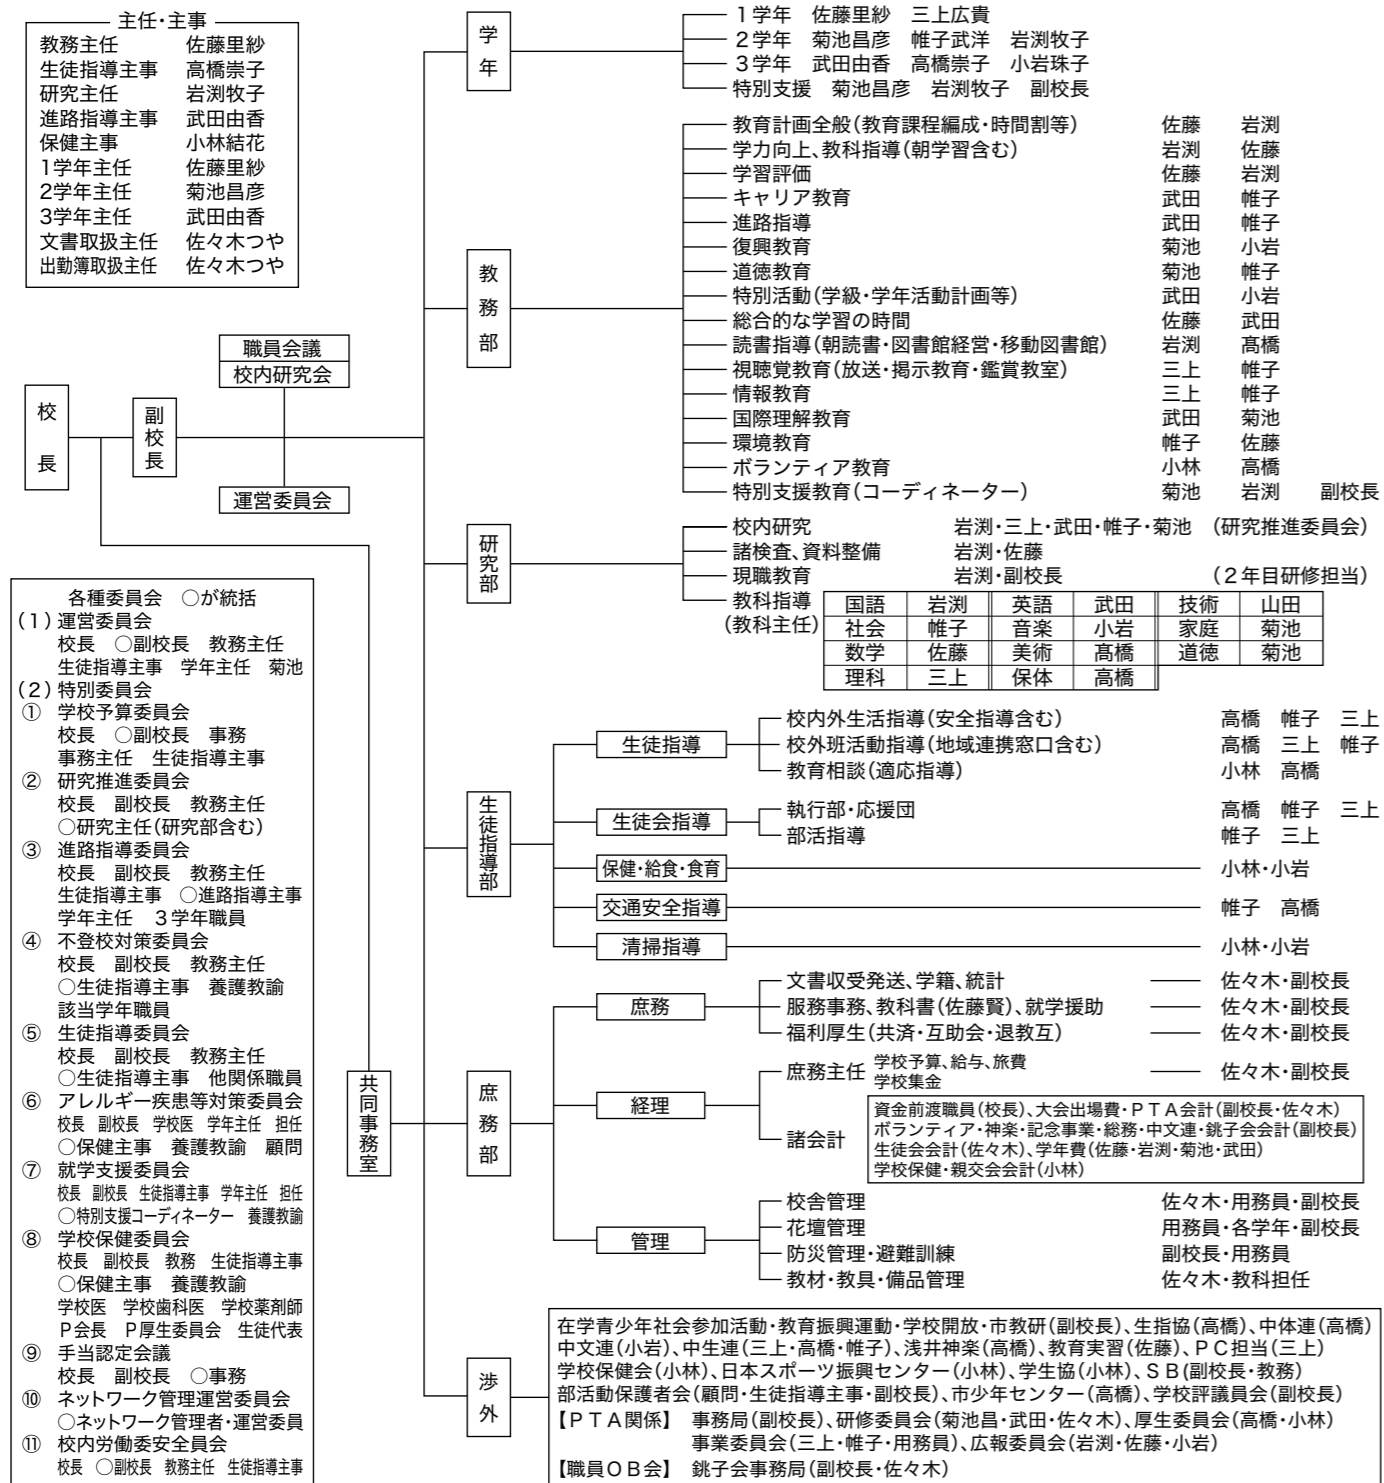 主任・主事
教務主任 佐藤里紗
生徒指導主事 高橋崇子
研究主任 岩渕牧子
進路指導主事 武田由香
保健主事 小林結花
1学年主任 佐藤里紗
2学年主任 菊池昌彦
3学年主任 武田由香
文書取扱主任 佐々木つや
出勤簿取扱主任 佐々木つや
職員会議
校内研究会
校長
副校長
運営委員会
共同事務室
各種委員会 ○が統括
(1)運営委員会
校長 ○副校長 教務主任
生徒指導主事 学年主任 菊池
(2)特別委員会
① 学校予算委員会
校長 ○副校長 事務
事務主任 生徒指導主事
② 研究推進委員会
校長 副校長 教務主任
○研究主任(研究部含む)
③ 進路指導委員会
校長 副校長 教務主任
生徒指導主事 ○進路指導主事
学年主任 3学年職員
④ 不登校対策委員会
校長 副校長 教務主任
○生徒指導主事 養護教諭
該当学年職員
⑤ 生徒指導委員会
校長 副校長 教務主任
○生徒指導主事 他関係職員
⑥ アレルギー疾患等対策委員会
校長 副校長 学校医 学年主任 担任
○保健主事 養護教諭 顧問
⑦ 就学支援委員会
校長 副校長 生徒指導主事 学年主任 担任
○特別支援コーディネーター 養護教諭
⑧ 学校保健委員会
校長 副校長 教務 生徒指導主事
○保健主事 養護教諭
学校医 学校歯科医 学校薬剤師
P会長 P厚生委員会 生徒代表
⑨ 手当認定会議
校長 副校長 ○事務
⑩ ネットワーク管理運営委員会
○ネットワーク管理者・運営委員
⑪ 校内労働委安全員会
校長 ○副校長 教務主任 生徒指導主事
学年
1学年 佐藤里紗 三上広貴
2学年 菊池昌彦 帷子武洋 岩渕牧子
3学年 武田由香 高橋崇子 小岩珠子
特別支援 菊池昌彦 岩渕牧子 副校長
教務部
教育計画全般(教育課程編成・時間割等) 佐藤 岩渕
学力向上、教科指導(朝学習含む) 岩渕 佐藤
学習評価 佐藤 岩渕
キャリア教育 武田 帷子
進路指導 武田 帷子
復興教育 菊池 小岩
道徳教育 菊池 帷子
特別活動(学級・学年活動計画等) 武田 小岩
総合的な学習の時間 佐藤 武田
読書指導(朝読書・図書館経営・移動図書館) 岩渕 髙橋
視聴覚教育(放送・掲示教育・鑑賞教室) 三上 帷子
情報教育 三上 帷子
国際理解教育 武田 菊池
環境教育 帷子 佐藤
ボランティア教育 小林 高橋
特別支援教育(コーディネーター) 菊池 岩渕 副校長
研究部
校内研究 岩渕・三上・武田・帷子・菊池 (研究推進委員会)
諸検査、資料整備 岩渕・佐藤
現職教育 岩渕・副校長 (2年目研修担当)
教科指導
(教科主任)
国語 岩渕 英語 武田 技術 山田
社会 帷子 音楽 小岩 家庭 菊池
数学 佐藤 美術 髙橋 道徳 菊池
理科 三上 保体 高橋
生徒指導部
生徒指導
校内外生活指導(安全指導含む) 高橋 帷子 三上
校外班活動指導(地域連携窓口含む) 高橋 三上 帷子
教育相談(適応指導) 小林 高橋
生徒会指導
執行部・応援団 高橋 帷子 三上
部活指導 帷子 三上
保健・給食・食育 小林・小岩
交通安全指導 帷子 高橋
清掃指導 小林・小岩
庶務部
庶務
文書収受発送、学籍、統計 佐々木・副校長
服務事務、教科書(佐藤賢)、就学援助 佐々木・副校長
福利厚生(共済・互助会・退教互) 佐々木・副校長
経理
庶務主任 学校予算、給与、旅費 佐々木・副校長
学校集金
諸会計
資金前渡職員(校長)、大会出場費・PTA会計(副校長・佐々木)
ボランティア・神楽・記念事業・総務・中文連・銚子会会計(副校長)
生徒会会計(佐々木)、学年費(佐藤・岩渕・菊池・武田)
学校保健・親交会会計(小林)
管理
校舎管理 佐々木・用務員・副校長
花壇管理 用務員・各学年・副校長
防災管理・避難訓練 副校長・用務員
教材・教具・備品管理 佐々木・教科担任
渉外
在学青少年社会参加活動・教育振興運動・学校開放・市教研(副校長)、生指協(高橋)、中体連(高橋)
中文連(小岩)、中生連(三上・高橋・帷子)、浅井神楽(高橋)、教育実習(佐藤)、PC担当(三上)
学校保健会(小林)、日本スポーツ振興センター(小林)、学生協(小林)、SB(副校長・教務)
部活動保護者会(顧問・生徒指導主事・副校長)、市少年センター(高橋)、学校評議員会(副校長)
【PTA関係】 事務局(副校長)、研修委員会(菊池昌・武田・佐々木)、厚生委員会(高橋・小林)
事業委員会(三上・帷子・用務員)、広報委員会(岩渕・佐藤・小岩)
【職員OB会】 銚子会事務局(副校長・佐々木)